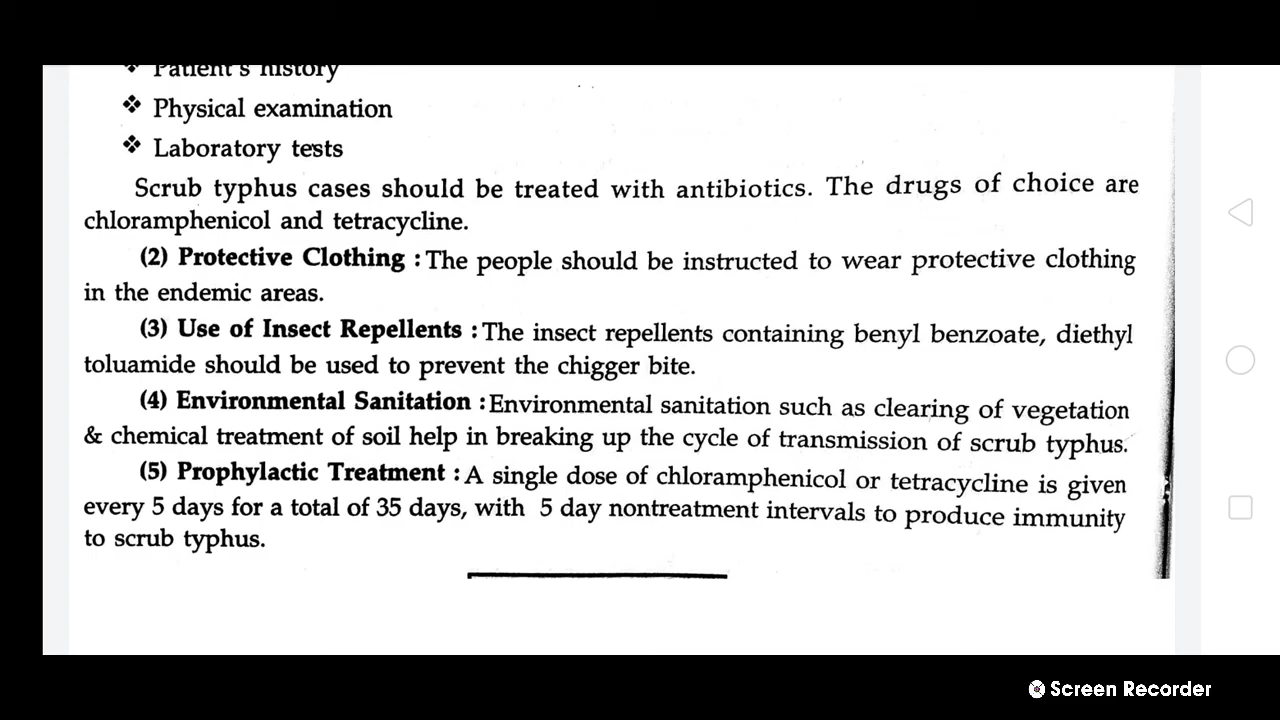 ❖ Patient's history
❖ Physical examination
❖ Laboratory tests
Scrub typhus cases should be treated with antibiotics. The drugs of choice are
chloramphenicol and tetracycline.
(2) Protective Clothing : The people should be instructed to wear protective clothing
in the endemic areas.
(3) Use of Insect Repellents : The insect repellents containing benyl benzoate, diethyl
toluamide should be used to prevent the chigger bite.
(4) Environmental Sanitation : Environmental sanitation such as clearing of vegetation
& chemical treatment of soil help in breaking up the cycle of transmission of scrub typhus.
(5) Prophylactic Treatment : A single dose of chloramphenicol or tetracycline is given
every 5 days for a total of 35 days, with 5 day nontreatment intervals to produce immunity
to scrub typhus.
Screen Recorder